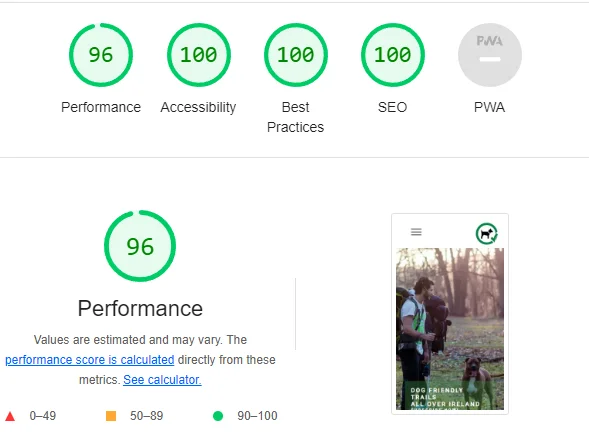 96
100
100
100
PWA
Performance
Accessibility
Best
Practices
SEO
PWA
96
Performance
Values are estimated and may vary. The
performance score is calculated directly from these
metrics. See calculator.
0–49
50–89
90–100
DOG FRIENDLY
TRAILS
ALL OVER IRELAND